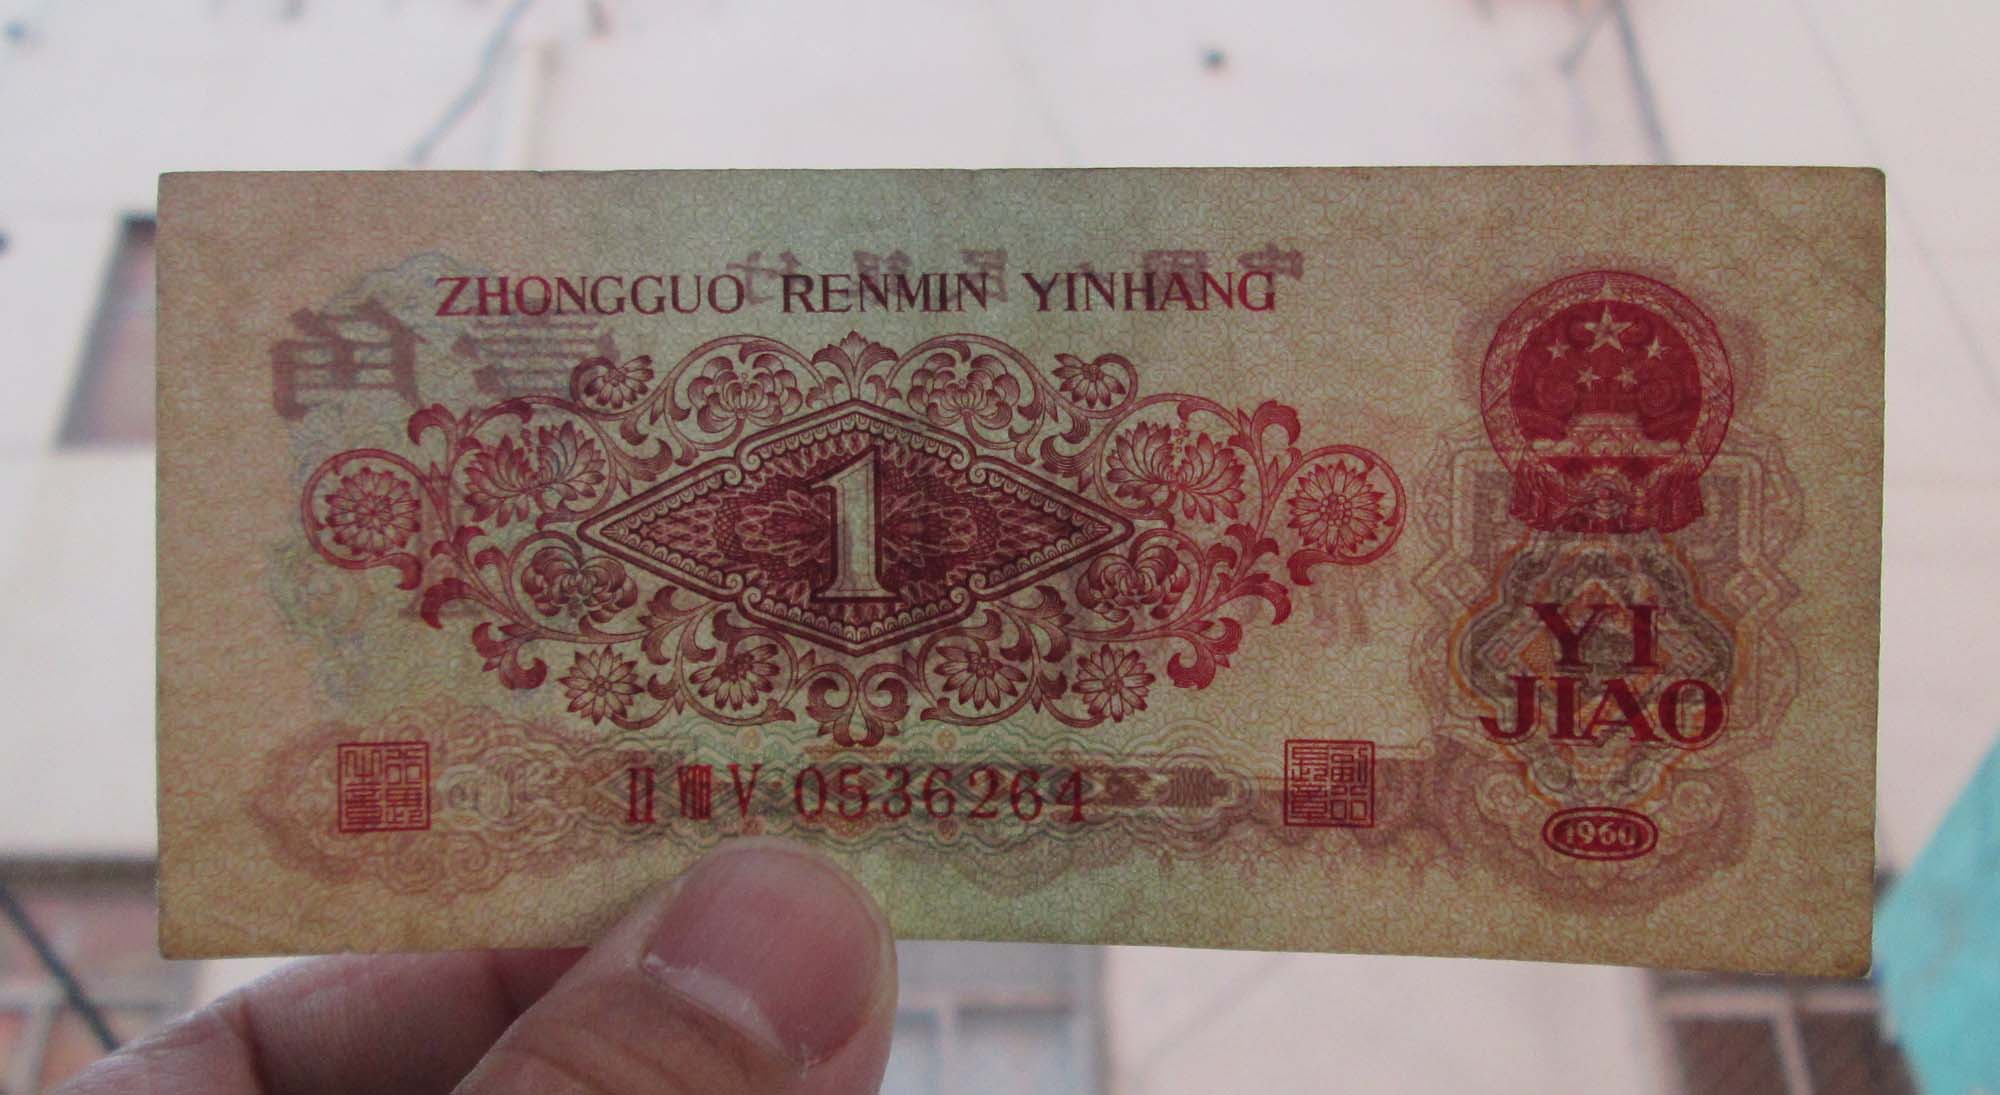 ZHONGGUO RENMIN YINHANG
1
YI
JIAO
II VIII V 0536264
1960